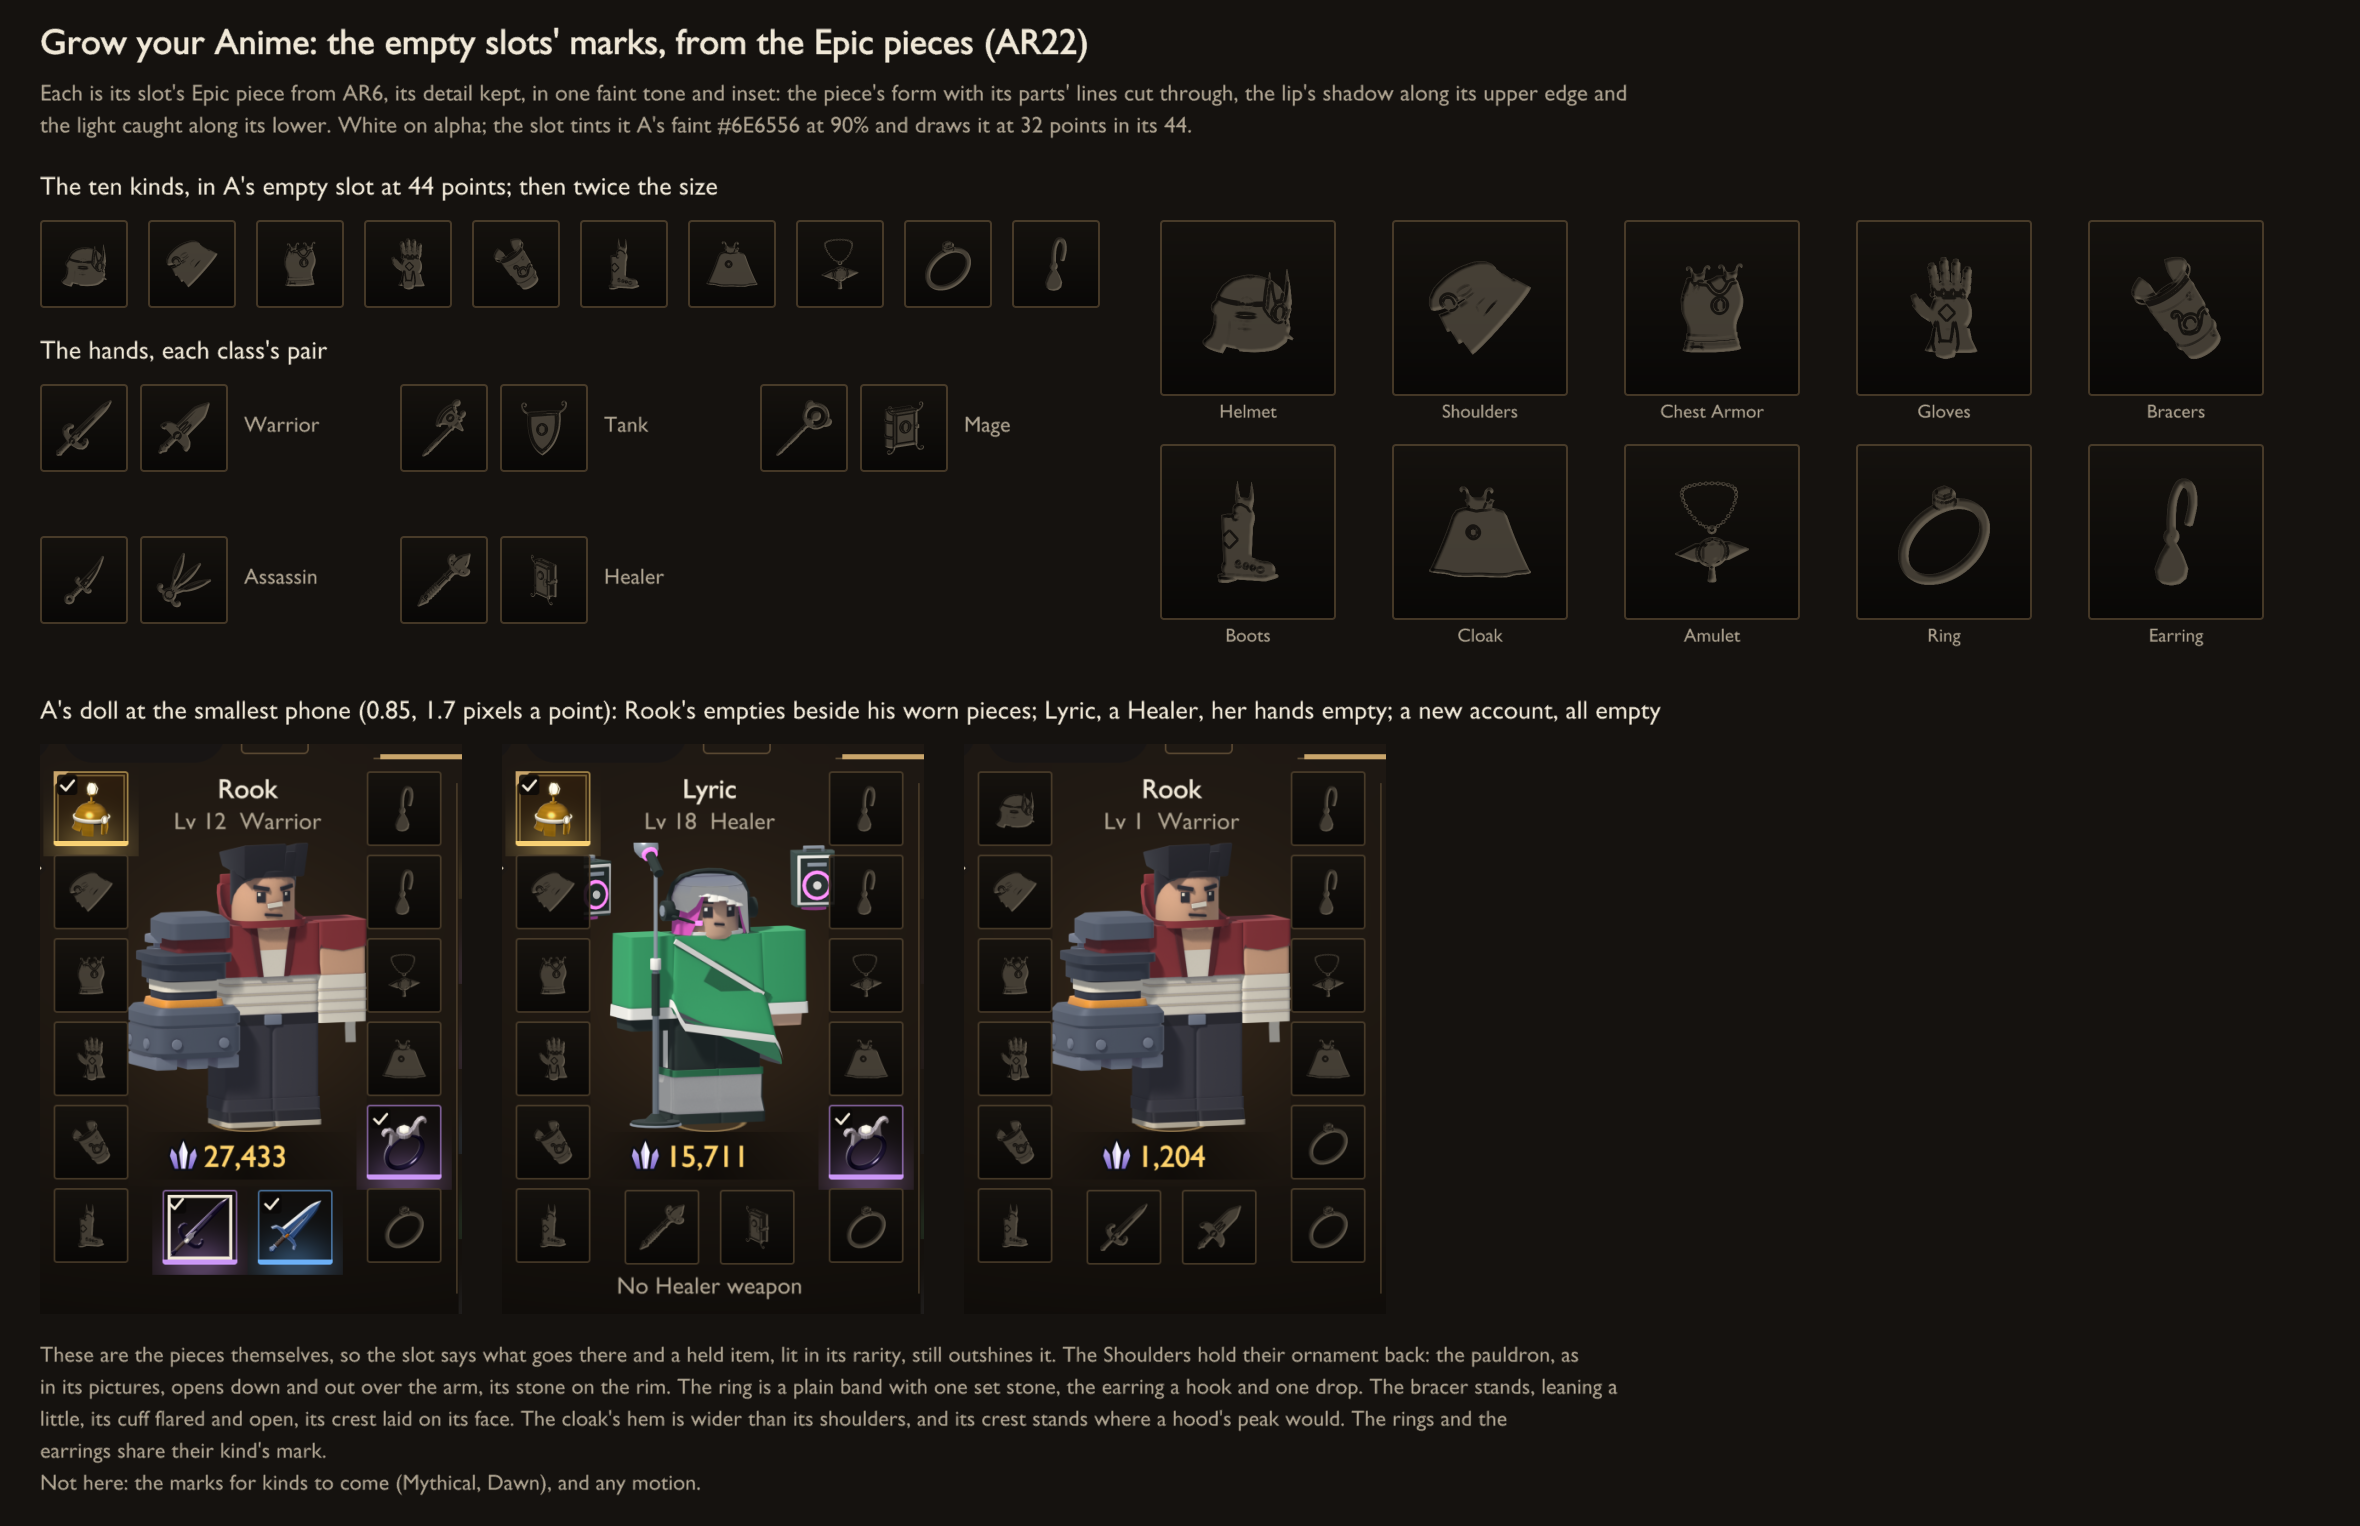 Grow your Anime: the empty slots' marks, from the Epic pieces (AR22)
Each is its slot's Epic piece from AR6, its detail kept, in one faint tone and inset: the piece's form with its parts' lines cut through, the lip's shadow along its upper edge and
the light caught along its lower. White on alpha; the slot tints it A's faint #6E6556 at 90% and draws it at 32 points in its 44.
The ten kinds, in A's empty slot at 44 points; then twice the size
Helmet
Shoulders
Chest Armor
Gloves
Bracers
The hands, each class's pair
Warrior
Tank
Mage
Assassin
Healer
Boots
Cloak
Amulet
Ring
Earring
A's doll at the smallest phone (0.85, 1.7 pixels a point): Rook's empties beside his worn pieces; Lyric, a Healer, her hands empty; a new account, all empty
Rook
Lv 12 Warrior
27,433
Lyric
Lv 18 Healer
15,711
No Healer weapon
Rook
Lv 1 Warrior
1,204
These are the pieces themselves, so the slot says what goes there and a held item, lit in its rarity, still outshines it. The Shoulders hold their ornament back: the pauldron, as
in its pictures, opens down and out over the arm, its stone on the rim. The ring is a plain band with one set stone, the earring a hook and one drop. The bracer stands, leaning a
little, its cuff flared and open, its crest laid on its face. The cloak's hem is wider than its shoulders, and its crest stands where a hood's peak would. The rings and the
earrings share their kind's mark.
Not here: the marks for kinds to come (Mythical, Dawn), and any motion.